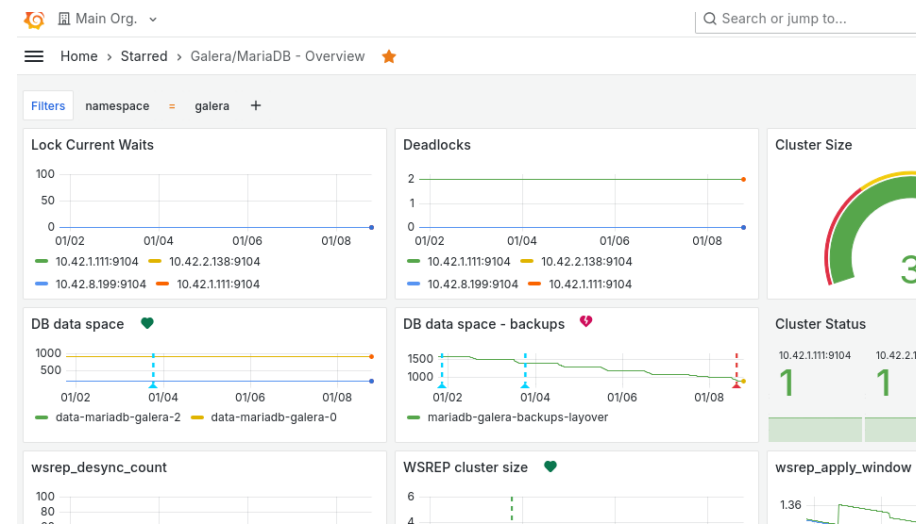 Main Org.
Search or jump to...
Home › Starred › Galera/MariaDB - Overview
Filters namespace = galera +
Lock Current Waits
100
50
0
01/02 01/04 01/06 01/08
10.42.1.111:9104 10.42.2.138:9104
10.42.8.199:9104 10.42.1.111:9104
Deadlocks
2
1
0
01/02 01/04 01/06 01/08
10.42.1.111:9104 10.42.2.138:9104
10.42.8.199:9104 10.42.1.111:9104
Cluster Size
3
DB data space
1000
500
01/02 01/04 01/06 01/08
data-mariadb-galera-2 data-mariadb-galera-0
DB data space - backups
1500
1000
01/02 01/04 01/06 01/08
mariadb-galera-backups-layover
Cluster Status
10.42.1.111:9104 10.42.2.1
1 1
wsrep_desync_count
100
80
WSREP cluster size
6
4
wsrep_apply_window
1.36